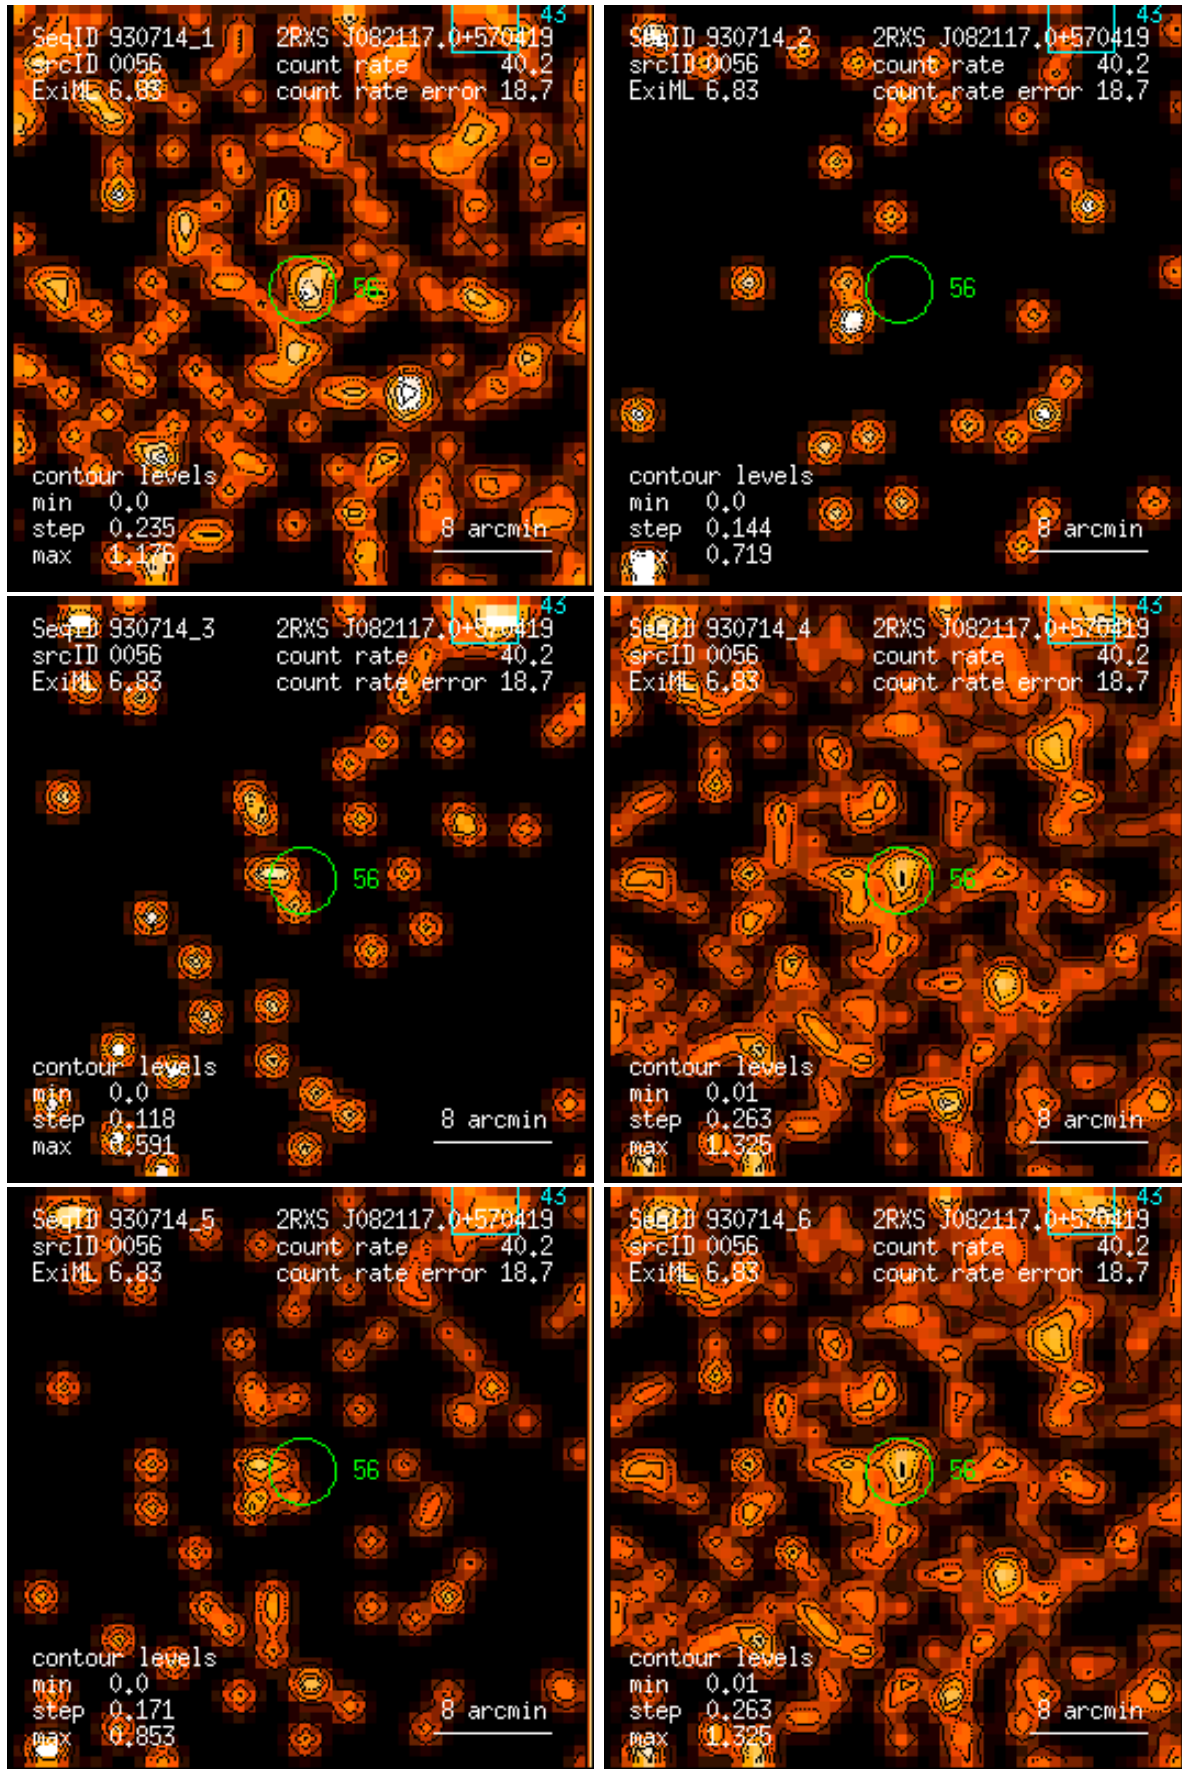 43
SeqID 930714_1 2RXS J082117.0+570419
srcID 0056 count rate 40.2
ExiML 6.83 count rate error 18.7
56
contour levels
min 0.0
step 0.235
max 1.176
8 arcmin
43
SeqID 930714_2 2RXS J082117.0+570419
srcID 0056 count rate 40.2
ExiML 6.83 count rate error 18.7
56
contour levels
min 0.0
step 0.144
max 0.719
8 arcmin
43
SeqID 930714_3 2RXS J082117.0+570419
srcID 0056 count rate 40.2
ExiML 6.83 count rate error 18.7
56
contour levels
min 0.0
step 0.118
max 0.591
8 arcmin
43
SeqID 930714_4 2RXS J082117.0+570419
srcID 0056 count rate 40.2
ExiML 6.83 count rate error 18.7
56
contour levels
min 0.01
step 0.263
max 1.325
8 arcmin
43
SeqID 930714_5 2RXS J082117.0+570419
srcID 0056 count rate 40.2
ExiML 6.83 count rate error 18.7
56
contour levels
min 0.0
step 0.171
max 0.853
8 arcmin
43
SeqID 930714_6 2RXS J082117.0+570419
srcID 0056 count rate 40.2
ExiML 6.83 count rate error 18.7
56
contour levels
min 0.01
step 0.263
max 1.325
8 arcmin